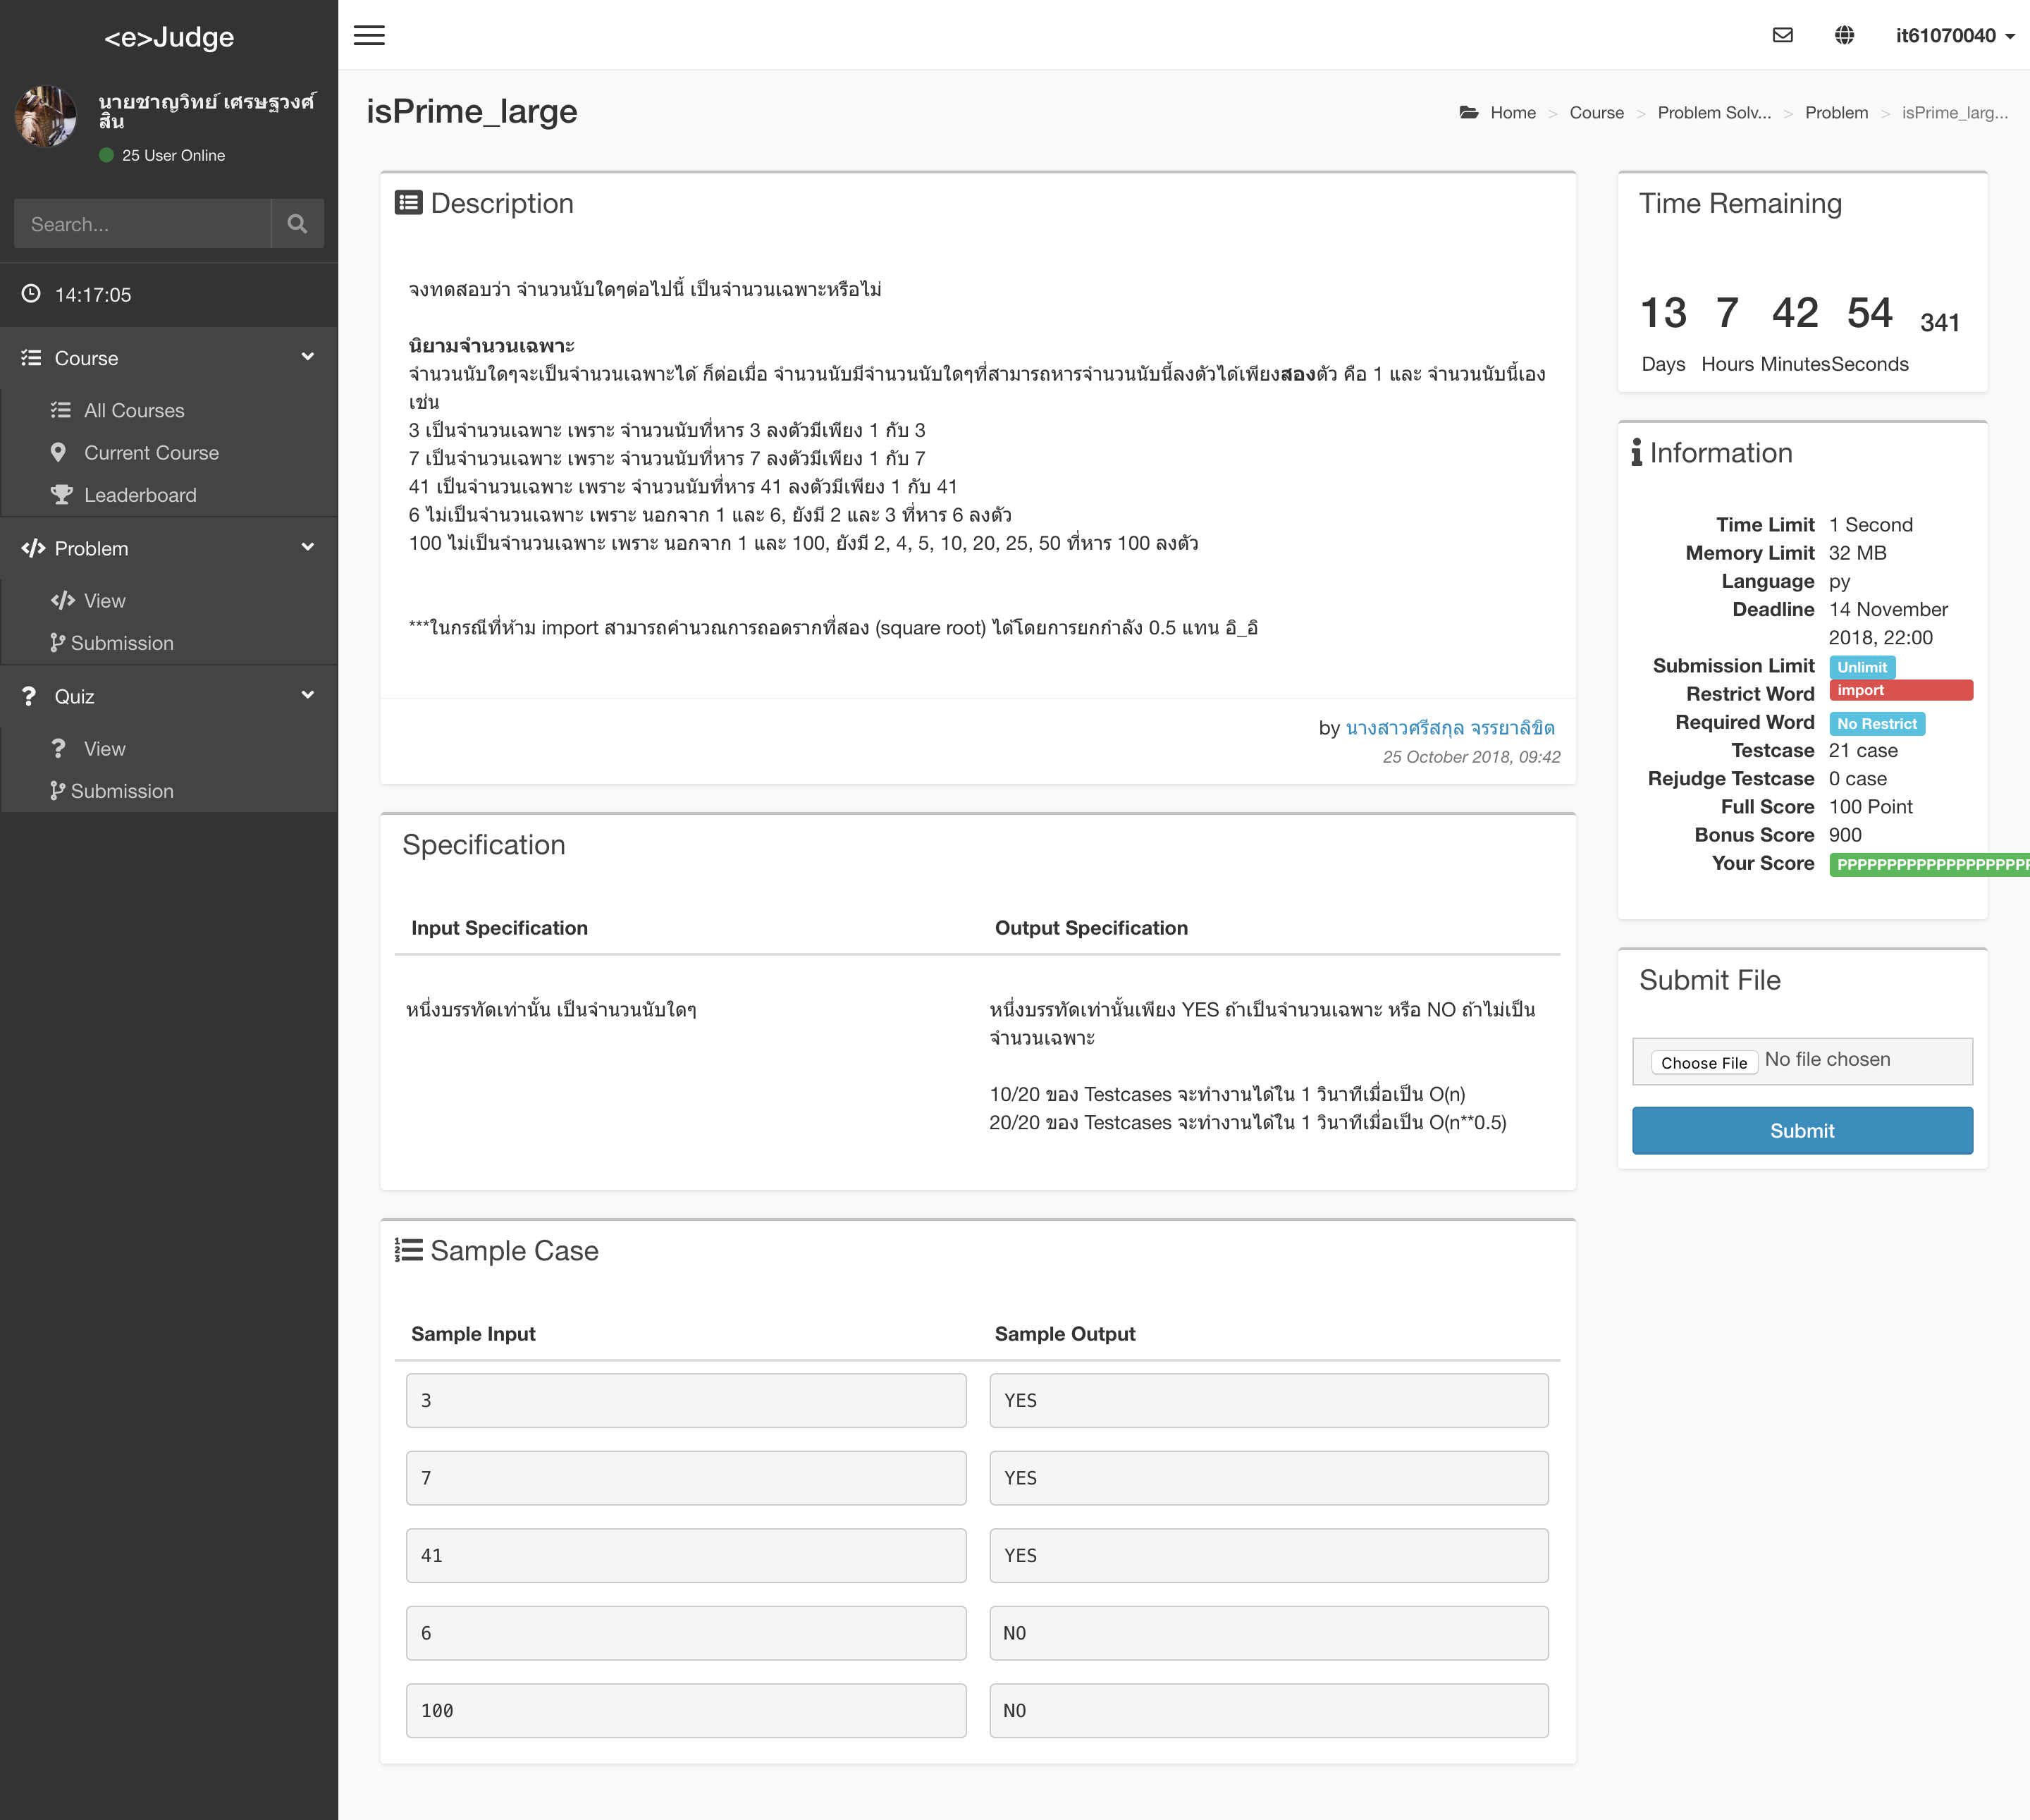 <e>Judge
นายชาญวิทย์ เศรษฐวงศ์
สิน
25 User Online
Search...
14:17:05
Course
All Courses
Current Course
Leaderboard
Problem
View
Submission
Quiz
View
Submission
it61070040
isPrime_large
Home > Course > Problem Solv... > Problem > isPrime_larg...
Description
จงทดสอบว่า จำนวนนับใดๆต่อไปนี้ เป็นจำนวนเฉพาะหรือไม่
นิยามจำนวนเฉพาะ
จำนวนนับใดๆจะเป็นจำนวนเฉพาะได้ ก็ต่อเมื่อ จำนวนนับมีจำนวนนับใดๆที่สามารถหารจำนวนนับนี้ลงตัวได้เพียงสองตัว คือ 1 และ จำนวนนับนี้เอง
เช่น
3 เป็นจำนวนเฉพาะ เพราะ จำนวนนับที่หาร 3 ลงตัวมีเพียง 1 กับ 3
7 เป็นจำนวนเฉพาะ เพราะ จำนวนนับที่หาร 7 ลงตัวมีเพียง 1 กับ 7
41 เป็นจำนวนเฉพาะ เพราะ จำนวนนับที่หาร 41 ลงตัวมีเพียง 1 กับ 41
6 ไม่เป็นจำนวนเฉพาะ เพราะ นอกจาก 1 และ 6, ยังมี 2 และ 3 ที่หาร 6 ลงตัว
100 ไม่เป็นจำนวนเฉพาะ เพราะ นอกจาก 1 และ 100, ยังมี 2, 4, 5, 10, 20, 25, 50 ที่หาร 100 ลงตัว
***ในกรณีที่ห้าม import สามารถคำนวณการถอดรากที่สอง (square root) ได้โดยการยกกำลัง 0.5 แทน อิ_อิ
by นางสาวศรีสกุล จรรยาลิขิต
25 October 2018, 09:42
Specification
Input Specification
Output Specification
หนึ่งบรรทัดเท่านั้น เป็นจำนวนนับใดๆ
หนึ่งบรรทัดเท่านั้นเพียง YES ถ้าเป็นจำนวนเฉพาะ หรือ NO ถ้าไม่เป็น
จำนวนเฉพาะ
10/20 ของ Testcases จะทำงานได้ใน 1 วินาทีเมื่อเป็น O(n)
20/20 ของ Testcases จะทำงานได้ใน 1 วินาทีเมื่อเป็น O(n**0.5)
Sample Case
Sample Input
Sample Output
3
YES
7
YES
41
YES
6
NO
100
NO
Time Remaining
13 7 42 54 341
Days Hours Minutes Seconds
Information
Time Limit 1 Second
Memory Limit 32 MB
Language py
Deadline 14 November
2018, 22:00
Submission Limit Unlimit
Restrict Word import
Required Word No Restrict
Testcase 21 case
Rejudge Testcase 0 case
Full Score 100 Point
Bonus Score 900
Your Score PPPPPPPPPPPPPPPPPPPP
Submit File
Choose File No file chosen
Submit